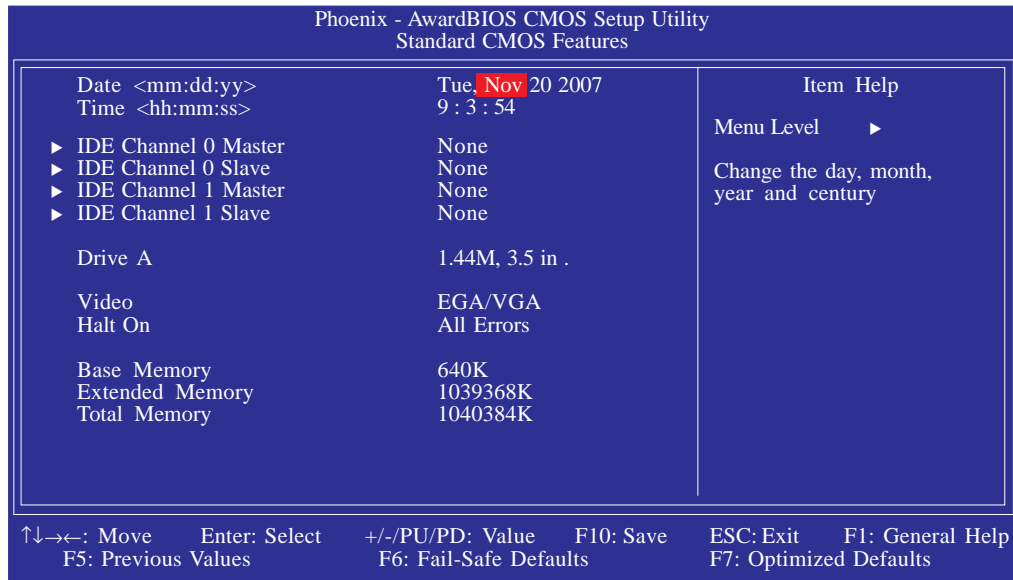 Phoenix - AwardBIOS CMOS Setup Utility
Standard CMOS Features
Date <mm:dd:yy> Tue, Nov 20 2007
Time <hh:mm:ss> 9 : 3 : 54
▶ IDE Channel 0 Master None
▶ IDE Channel 0 Slave None
▶ IDE Channel 1 Master None
▶ IDE Channel 1 Slave None
Drive A 1.44M, 3.5 in .
Video EGA/VGA
Halt On All Errors
Base Memory 640K
Extended Memory 1039368K
Total Memory 1040384K
Item Help
Menu Level ▶
Change the day, month,
year and century
↑↓→←: Move Enter: Select +/-/PU/PD: Value F10: Save ESC: Exit F1: General Help
F5: Previous Values F6: Fail-Safe Defaults F7: Optimized Defaults